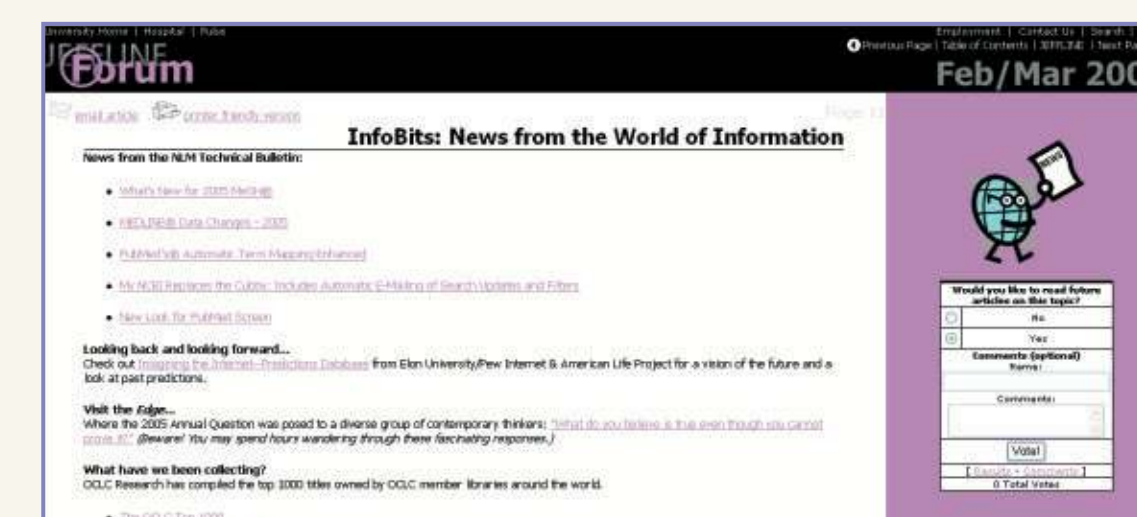 University Home | Hospital | Pulse
Employment | Contact Us | Search
Previous Page | Table of Contents | JEFFLINE | Next
JEFFLINE
Forum
Feb/Mar 200
email article printer friendly version
Page 11
InfoBits: News from the World of Information
News from the NLM Technical Bulletin:
• What's New for 2005 MeSH®
• MEDLINE® Data Changes - 2005
• PubMed's® Automatic Term Mapping Enhanced
• My NCBI Replaces the Cubby: Includes Automatic E-Mailing of Search Updates and Filters
• New Look for PubMed Screen
Looking back and looking forward...
Check out Imagining the Internet--Predictions Database from Elon University/Pew Internet & American Life Project for a vision of the future and a
look at past predictions.
Visit the Edge...
Where the 2005 Annual Question was posed to a diverse group of contemporary thinkers: "What do you believe is true even though you cannot
prove it?" (Beware! You may spend hours wandering through these fascinating responses.)
What have we been collecting?
OCLC Research has compiled the top 1000 titles owned by OCLC member libraries around the world.
• The OCLC Top 1000
NEWS
Would you like to read future
articles on this topic?
No
Yes
Comments (optional)
Name:
Comments:
Vote!
[ Results + Comments ]
0 Total Votes